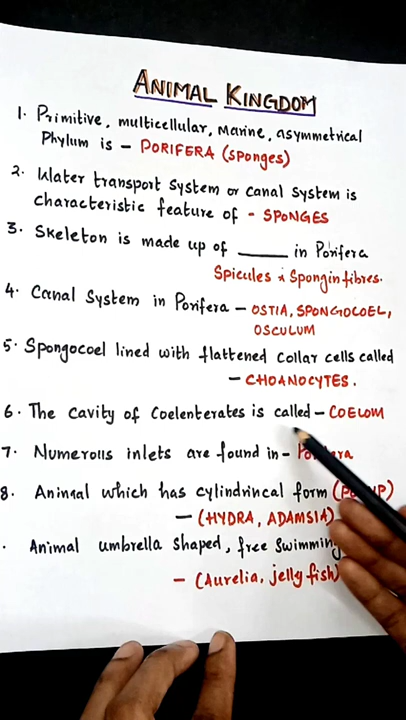 ANIMAL KINGDOM
1. Primitive, multicellular, Marine, asymmetrical
Phylum is - PORIFERA (sponges)
2. Water transport system or canal system is
characteristic feature of - SPONGES
3. Skeleton is made up of _____ in Porifera
Spicules & Spongin fibres.
4. Canal System in Porifera - OSTIA, SPONGOCOEL,
OSCULUM
5. Spongocoel lined with flattened collar cells called
- CHOANOCYTES.
6. The cavity of Coelenterates is called - COELOM
7. Numerous inlets are found in -
8. Animal which has cylindrincal form
- (HYDRA, ADAMSIA)
. Animal umbrella shaped, free swimming
- (Aurelia, jelly fish)